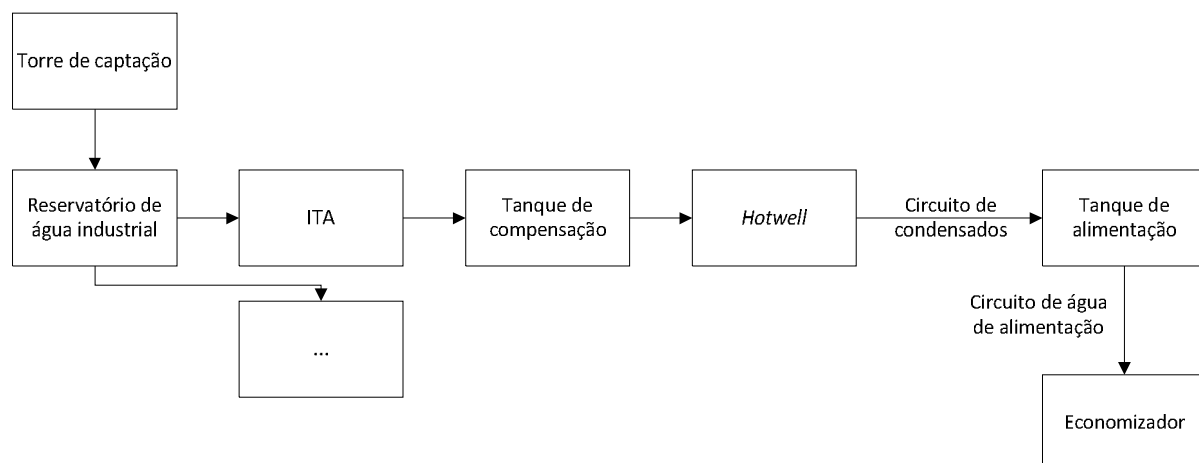 Torre de captação
Reservatório de
água industrial
ITA
Tanque de
compensação
Hotwell
Circuito de
condensados
Tanque de
alimentação
...
Circuito de água
de alimentação
Economizador